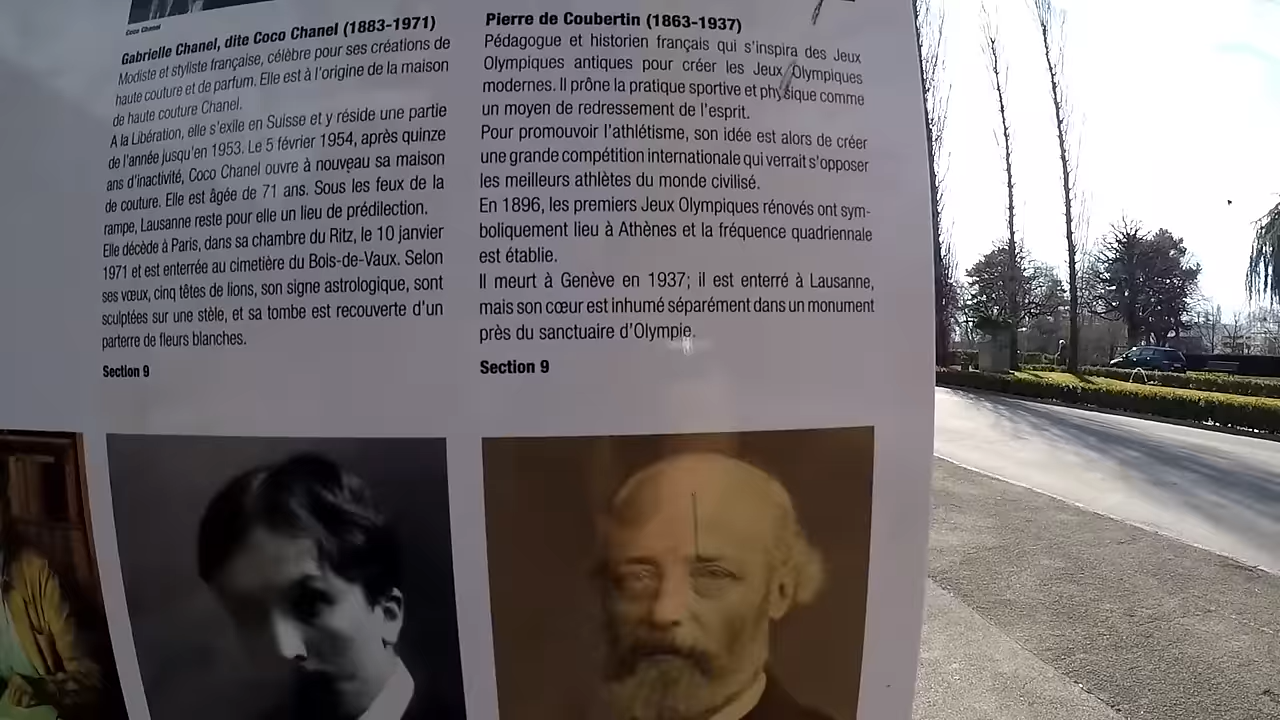 Coco Chanel
Gabrielle Chanel, dite Coco Chanel (1883-1971)
Modiste et styliste française, célèbre pour ses créations de
haute couture et de parfum. Elle est à l'origine de la maison
de haute couture Chanel.
A la Libération, elle s'exile en Suisse et y réside une partie
de l'année jusqu'en 1953. Le 5 février 1954, après quinze
ans d'inactivité, Coco Chanel ouvre à nouveau sa maison
de couture. Elle est âgée de 71 ans. Sous les feux de la
rampe, Lausanne reste pour elle un lieu de prédilection.
Elle décède à Paris, dans sa chambre du Ritz, le 10 janvier
1971 et est enterrée au cimetière du Bois-de-Vaux. Selon
ses vœux, cinq têtes de lions, son signe astrologique, sont
sculptées sur une stèle, et sa tombe est recouverte d'un
parterre de fleurs blanches.
Section 9
Pierre de Coubertin (1863-1937)
Pédagogue et historien français qui s'inspira des Jeux
Olympiques antiques pour créer les Jeux Olympiques
modernes. Il prône la pratique sportive et physique comme
un moyen de redressement de l'esprit.
Pour promouvoir l'athlétisme, son idée est alors de créer
une grande compétition internationale qui verrait s'opposer
les meilleurs athlètes du monde civilisé.
En 1896, les premiers Jeux Olympiques rénovés ont sym-
boliquement lieu à Athènes et la fréquence quadriennale
est établie.
Il meurt à Genève en 1937; il est enterré à Lausanne,
mais son cœur est inhumé séparément dans un monument
près du sanctuaire d'Olympie.
Section 9